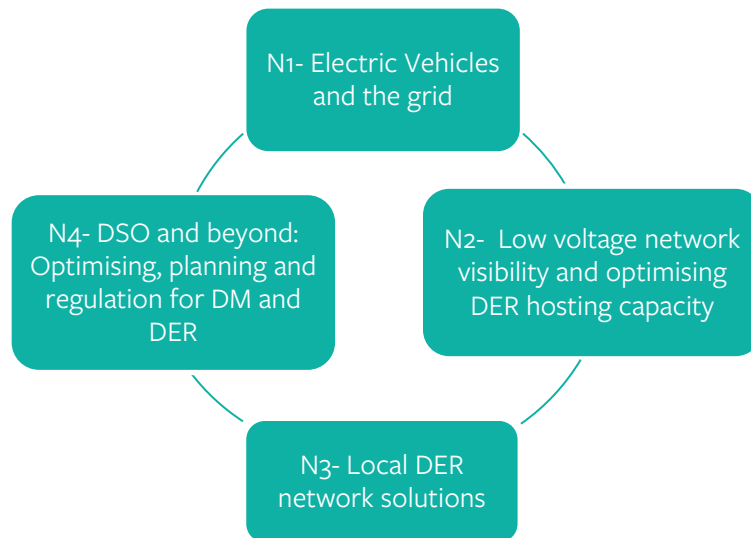 N1- Electric Vehicles
and the grid
N4- DSO and beyond:
Optimising, planning and
regulation for DM and
DER
N2-  Low voltage network
visibility and optimising
DER hosting capacity
N3- Local DER
network solutions